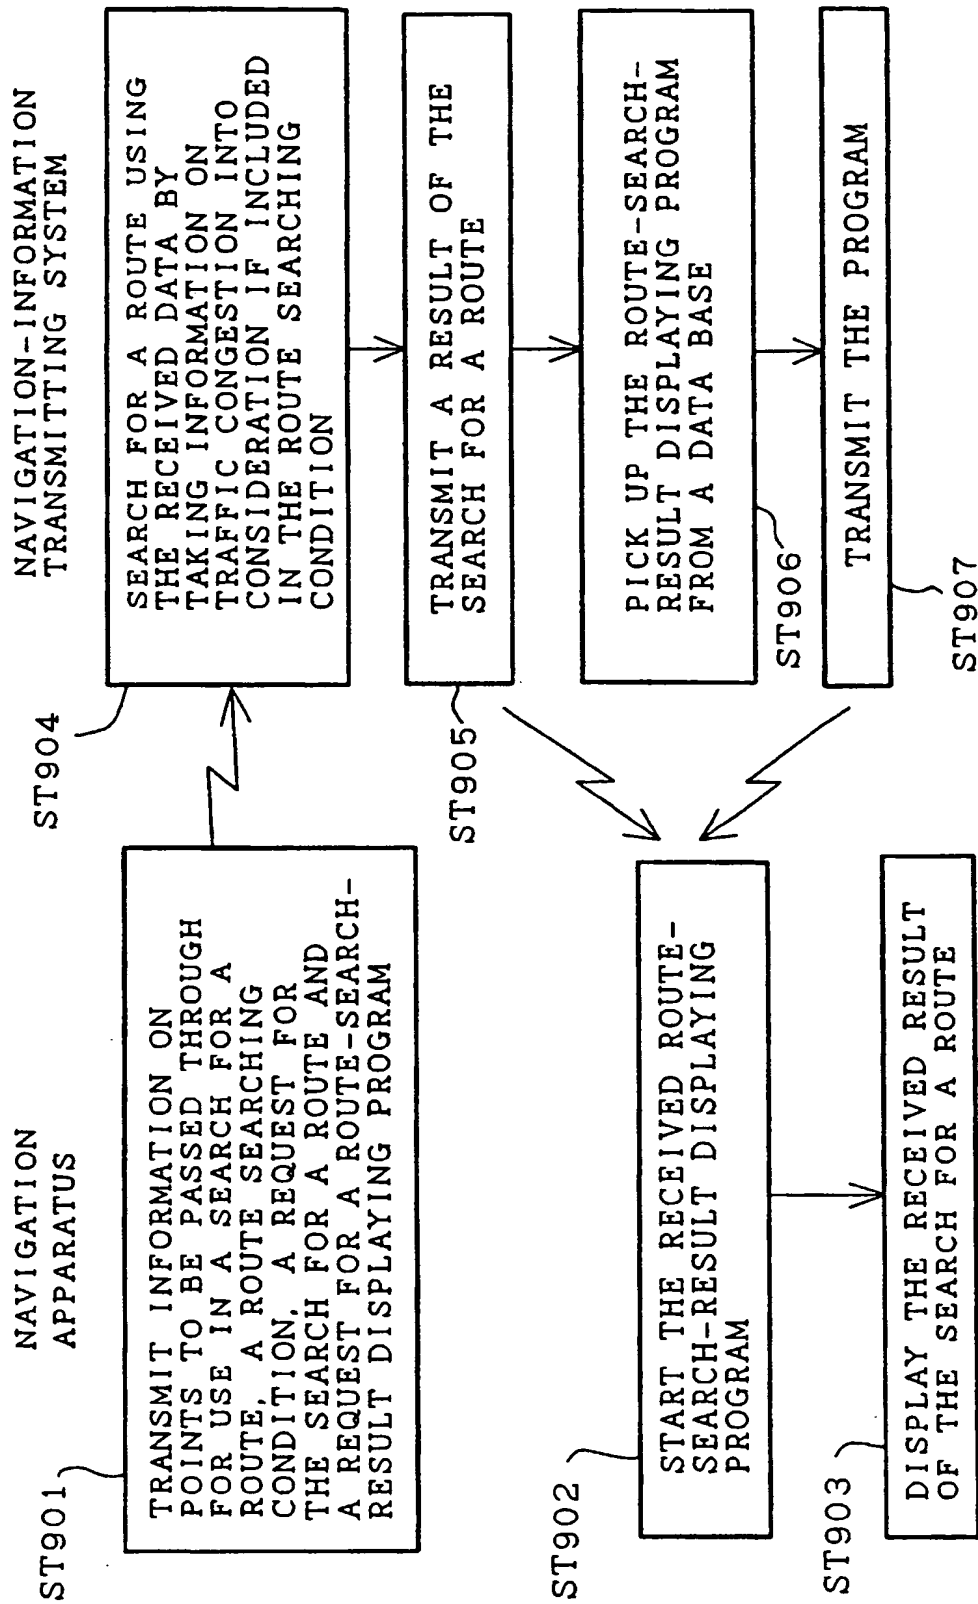 NAVIGATION
APPARATUS
ST901
TRANSMIT INFORMATION ON
POINTS TO BE PASSED THROUGH
FOR USE IN A SEARCH FOR A
ROUTE, A ROUTE SEARCHING
CONDITION, A REQUEST FOR
THE SEARCH FOR A ROUTE AND
A REQUEST FOR A ROUTE-SEARCH-
RESULT DISPLAYING PROGRAM
ST902
START THE RECEIVED ROUTE-
SEARCH-RESULT DISPLAYING
PROGRAM
ST903
DISPLAY THE RECEIVED RESULT
OF THE SEARCH FOR A ROUTE
NAVIGATION-INFORMATION
TRANSMITTING SYSTEM
ST904
SEARCH FOR A ROUTE USING
THE RECEIVED DATA BY
TAKING INFORMATION ON
TRAFFIC CONGESTION INTO
CONSIDERATION IF INCLUDED
IN THE ROUTE SEARCHING
CONDITION
ST905
TRANSMIT A RESULT OF THE
SEARCH FOR A ROUTE
PICK UP THE ROUTE-SEARCH-
RESULT DISPLAYING PROGRAM
FROM A DATA BASE
ST906
TRANSMIT THE PROGRAM
ST907